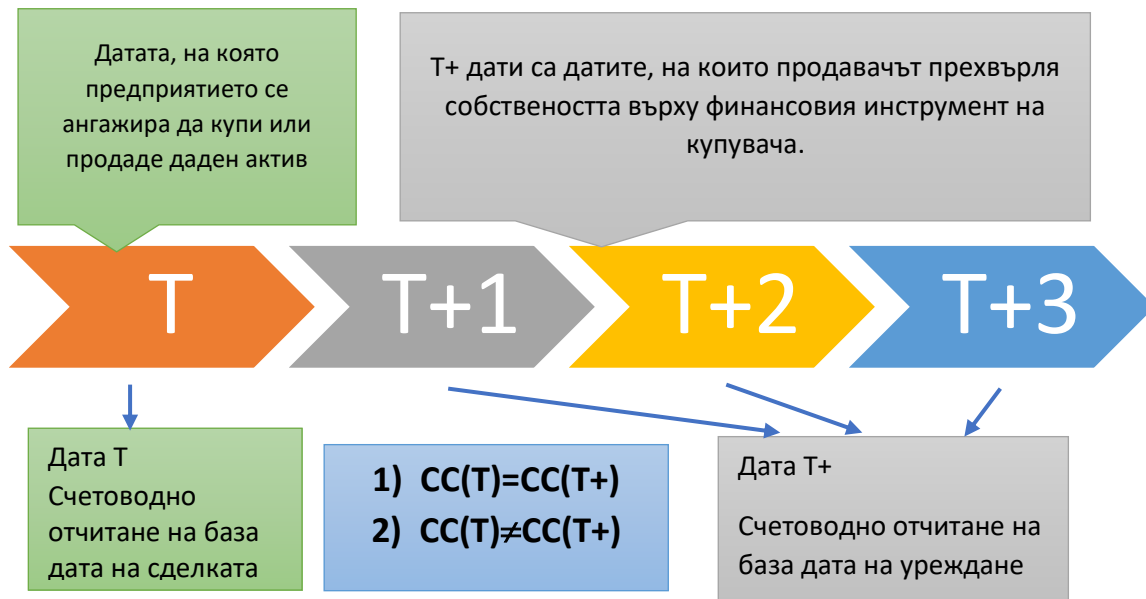 Датата, на която
предприятието се
ангажира да купи или
продаде даден актив
Т+ дати са датите, на които продавачът прехвърля
собствеността върху финансовия инструмент на
купувача.
T
T+1
T+2
T+3
Дата Т
Счетоводно
отчитане на база
дата на сделката
1) СС(Т)=СС(Т+)
2) СС(Т)≠СС(Т+)
Дата Т+
Счетоводно отчитане на
база дата на уреждане